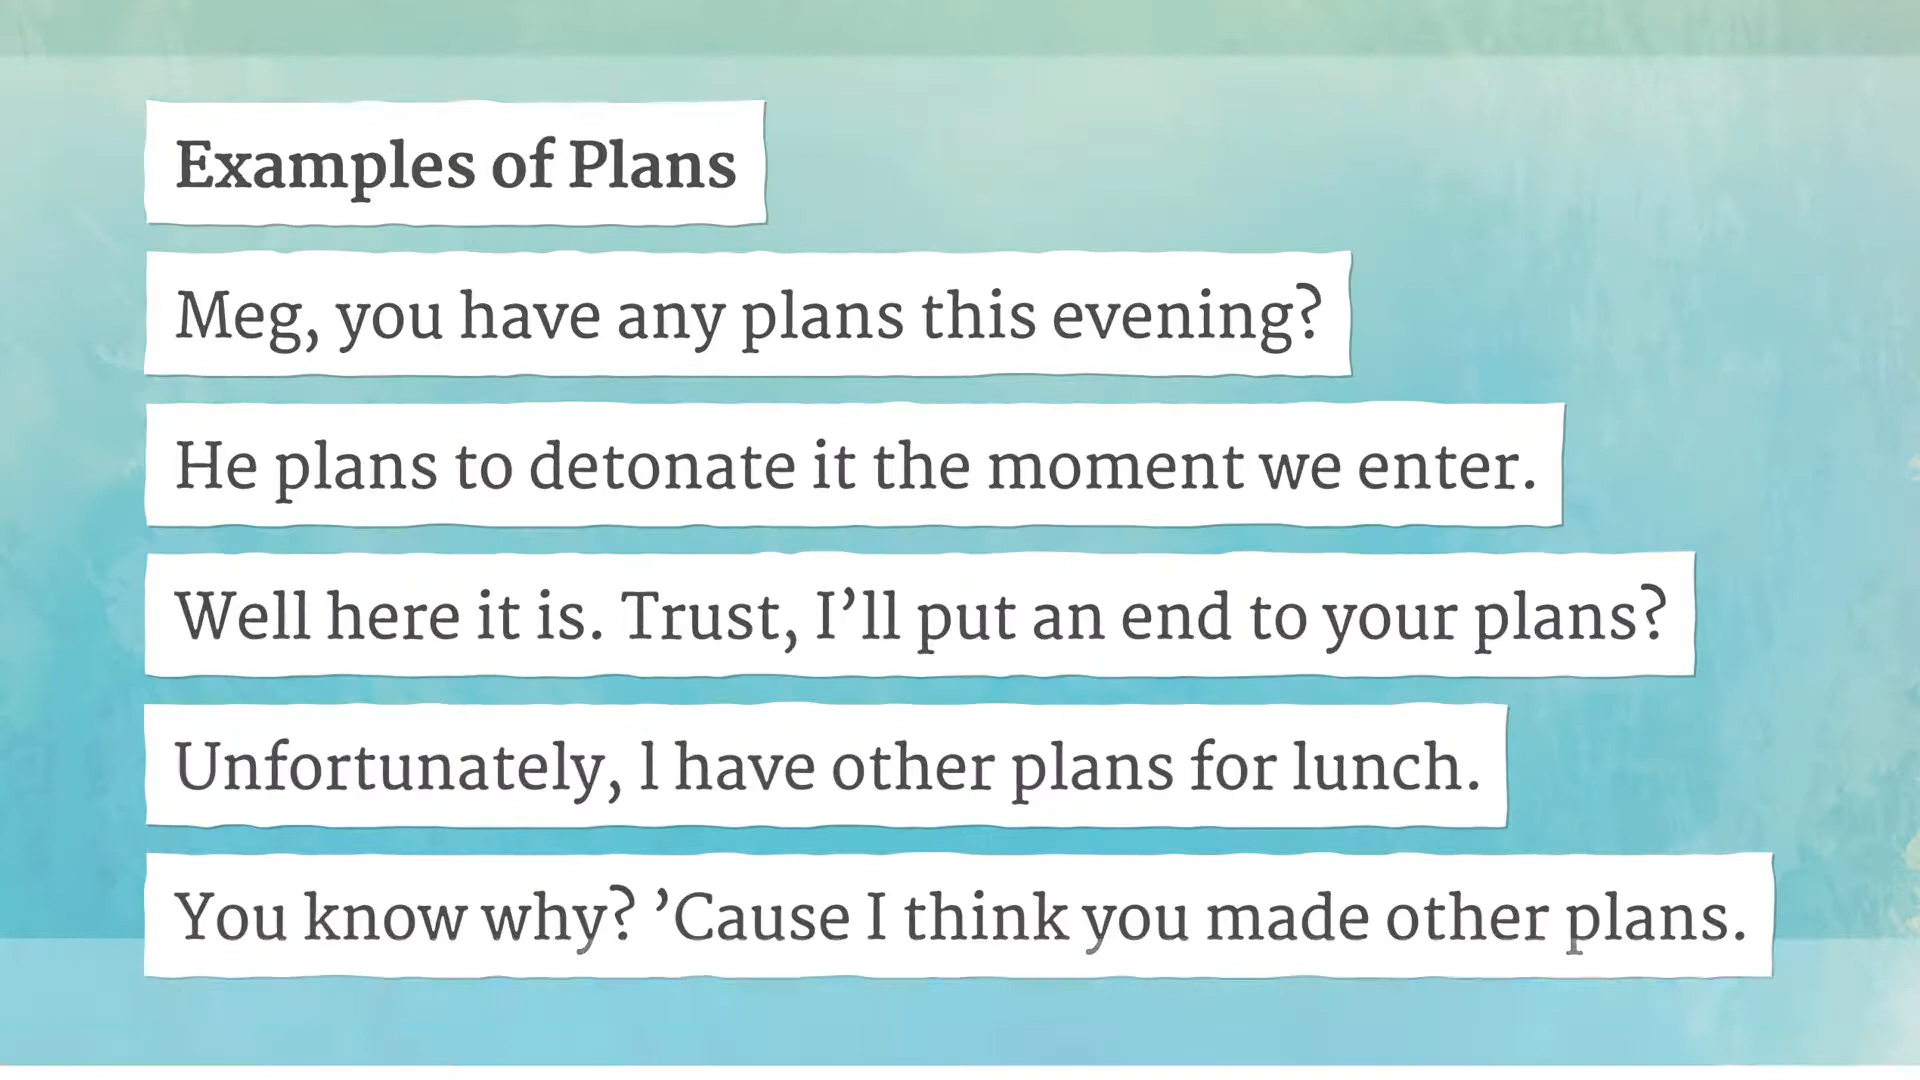 Examples of Plans
Meg, you have any plans this evening?
He plans to detonate it the moment we enter.
Well here it is. Trust, I’ll put an end to your plans?
Unfortunately, l have other plans for lunch.
You know why? ’Cause I think you made other plans.